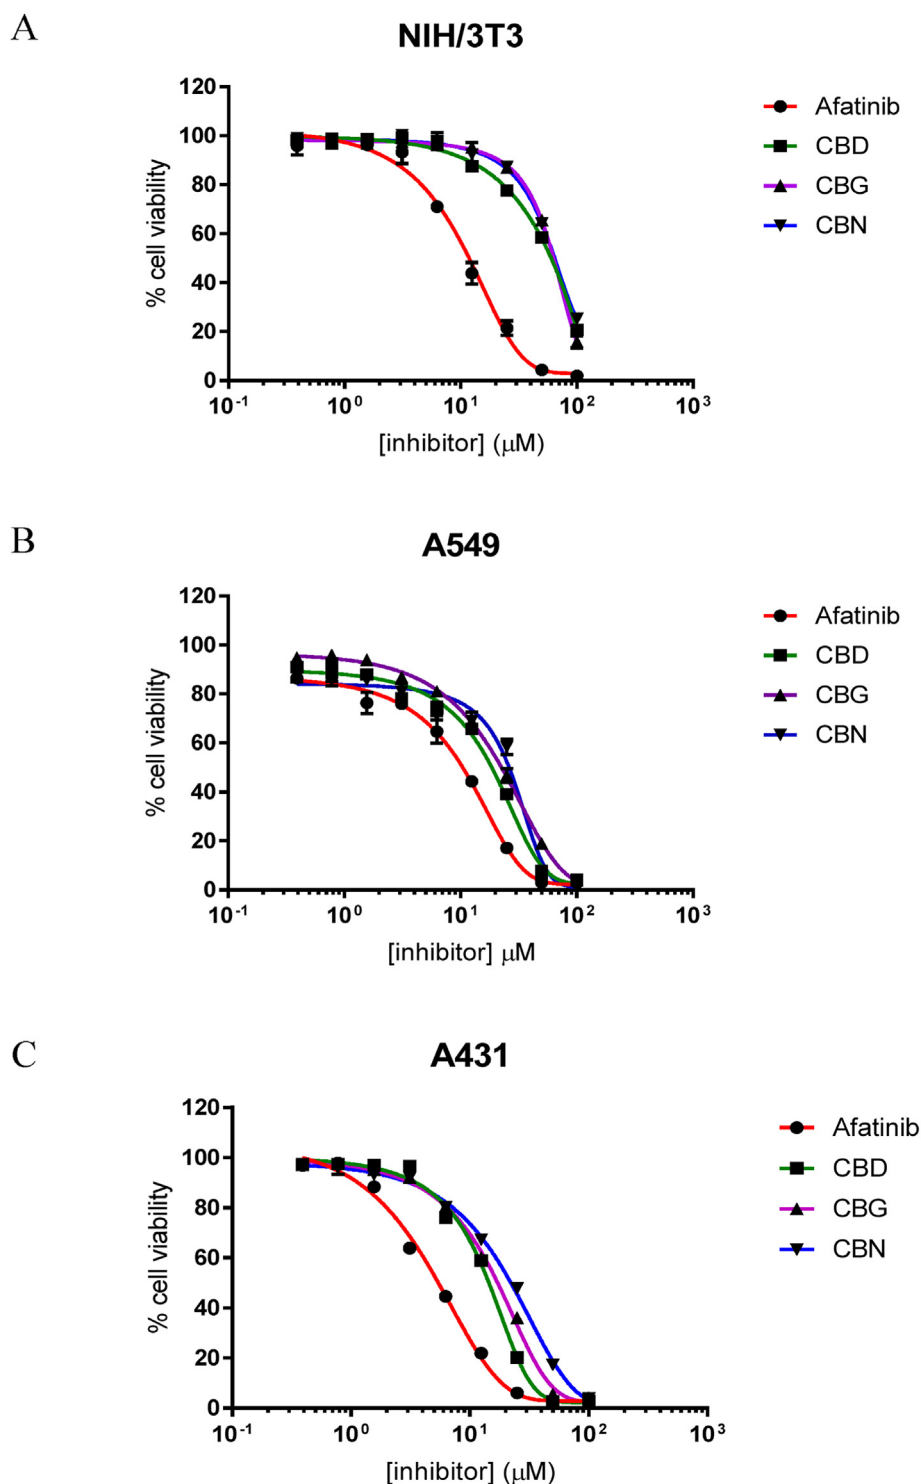 A
NIH/3T3
120
100
80
60
40
20
0
% cell viability
10-1
100
101
102
103
[inhibitor] (μM)
Afatinib
CBD
CBG
CBN
B
A549
120
100
80
60
40
20
0
% cell viability
10-1
100
101
102
103
[inhibitor] μM
Afatinib
CBD
CBG
CBN
C
A431
120
100
80
60
40
20
0
% cell viability
10-1
100
101
102
103
[inhibitor] (μM)
Afatinib
CBD
CBG
CBN